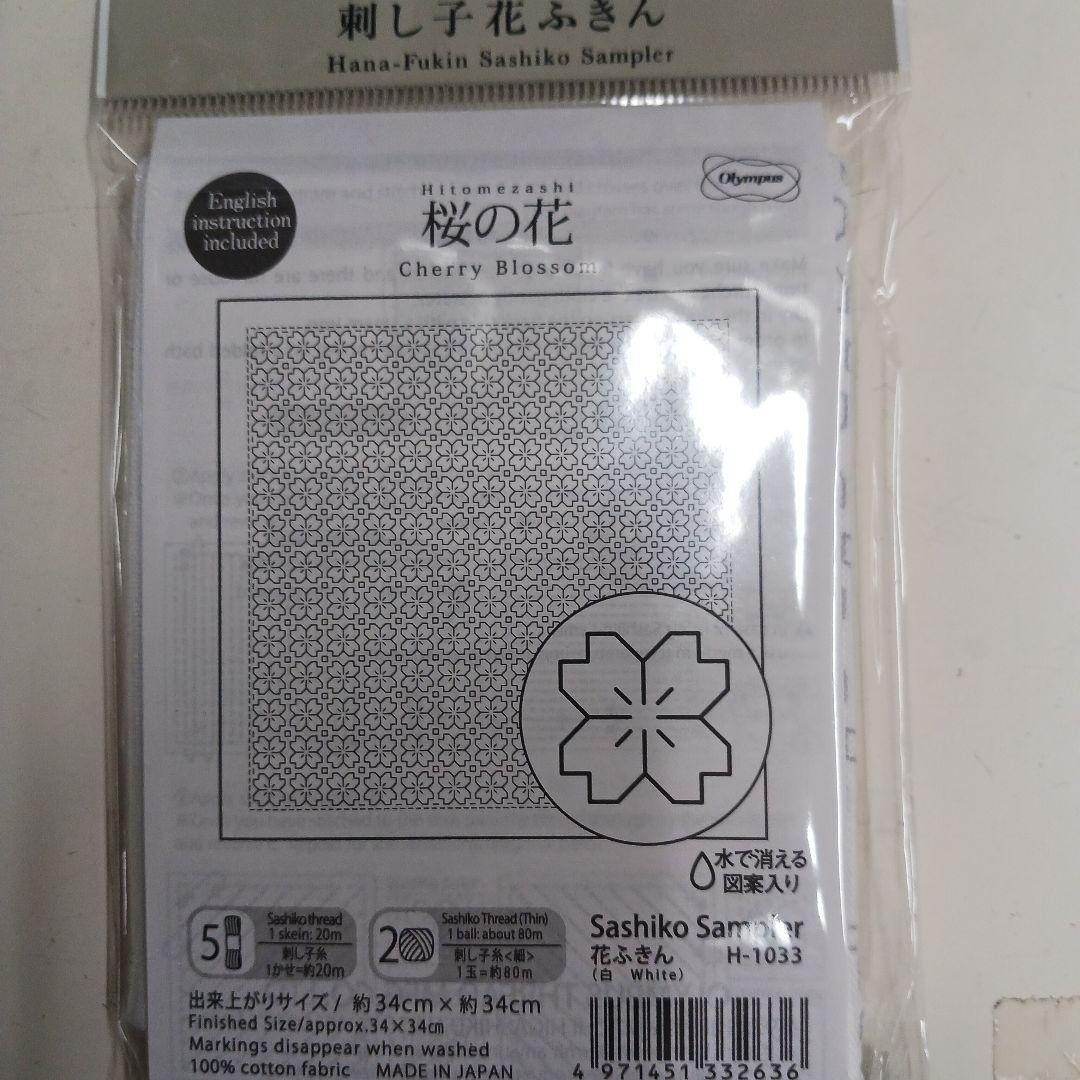 刺し子花ふきん
Hana-Fukin Sashiko Sampler
English
instruction
included
Hitomezashi
桜の花
Cherry Blossom
Olympus
水で消える
図案入り
5
Sashiko thread
1 skein: 20m
刺し子糸
1かせ=約20m
2
Sashiko Thread (Thin)
1 ball: about 80m
刺し子糸<細>
1玉=約80m
Sashiko Sampler
花ふきん H-1033
(白 White)
出来上がりサイズ/ 約34cm×約34cm
Finished Size/approx.34×34㎝
Markings disappear when washed
100% cotton fabric MADE IN JAPAN
4 971451 332636